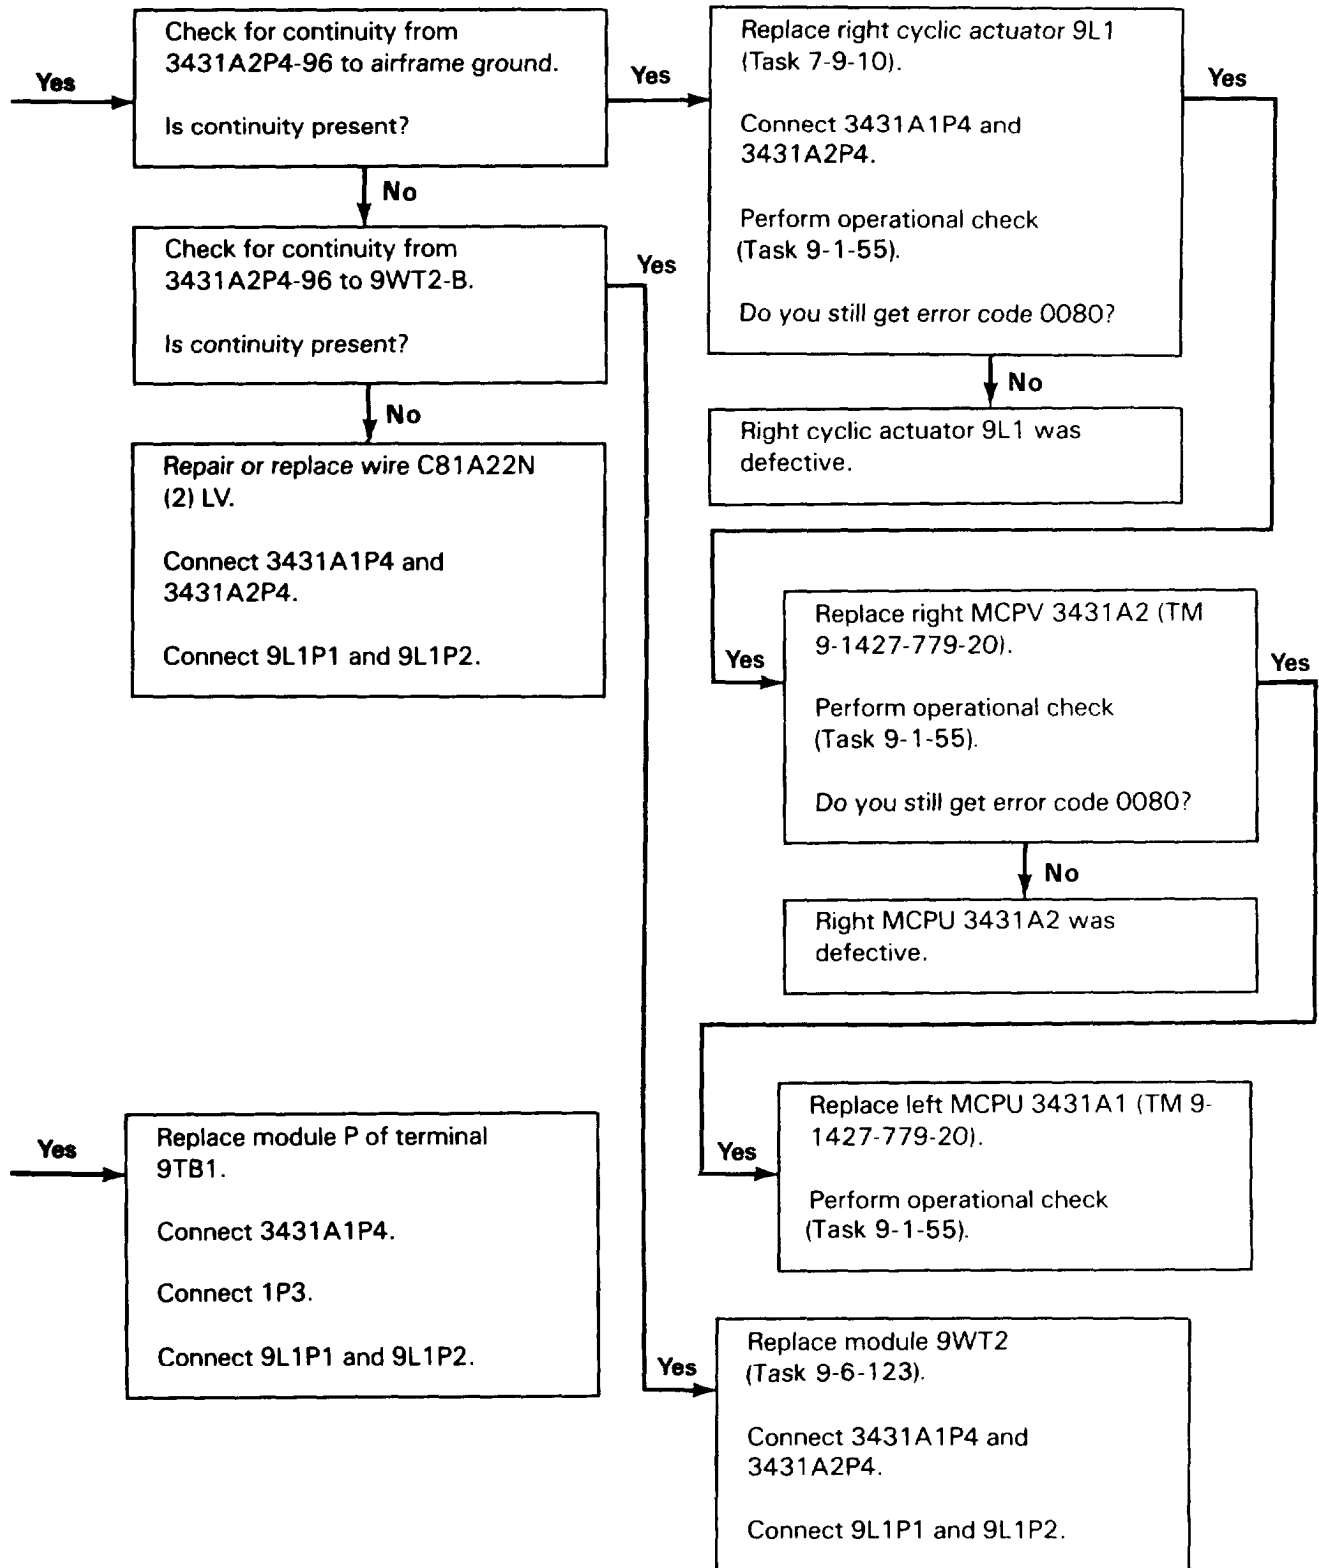 Yes
Check for continuity from
3431A2P4-96 to airframe ground.
Is continuity present?
Yes
No
Check for continuity from
3431A2P4-96 to 9WT2-B.
Is continuity present?
Yes
No
Repair or replace wire C81A22N
(2) LV.
Connect 3431A1P4 and
3431A2P4.
Connect 9L1P1 and 9L1P2.
Replace right cyclic actuator 9L1
(Task 7-9-10).
Connect 3431A1P4 and
3431A2P4.
Perform operational check
(Task 9-1-55).
Do you still get error code 0080?
Yes
No
Right cyclic actuator 9L1 was
defective.
Yes
Replace right MCPV 3431A2 (TM
9-1427-779-20).
Perform operational check
(Task 9-1-55).
Do you still get error code 0080?
Yes
No
Right MCPU 3431A2 was
defective.
Yes
Replace left MCPU 3431A1 (TM 9-
1427-779-20).
Perform operational check
(Task 9-1-55).
Yes
Replace module P of terminal
9TB1.
Connect 3431A1P4.
Connect 1P3.
Connect 9L1P1 and 9L1P2.
Yes
Replace module 9WT2
(Task 9-6-123).
Connect 3431A1P4 and
3431A2P4.
Connect 9L1P1 and 9L1P2.